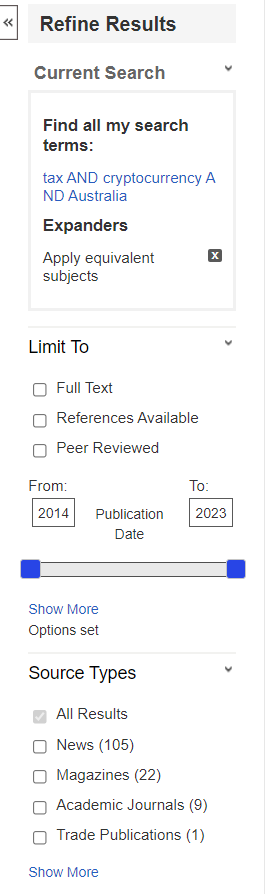 «
Refine Results
Current Search
Find all my search
terms:
tax AND cryptocurrency A
ND Australia
Expanders
Apply equivalent
subjects
x
Limit To
Full Text
References Available
Peer Reviewed
From: To:
2014 Publication 2023
Date
Show More
Options set
Source Types
All Results
News (105)
Magazines (22)
Academic Journals (9)
Trade Publications (1)
Show More